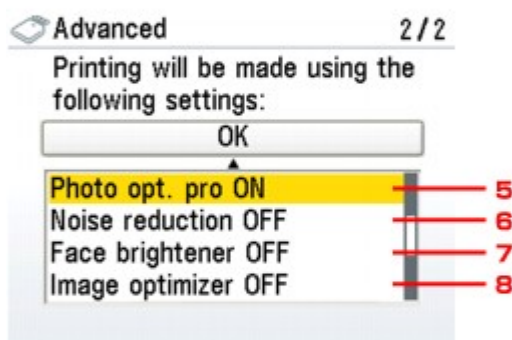 Advanced 2/2
Printing will be made using the
following settings:
OK
Photo opt. pro ON 5
Noise reduction OFF 6
Face brightener OFF 7
Image optimizer OFF 8